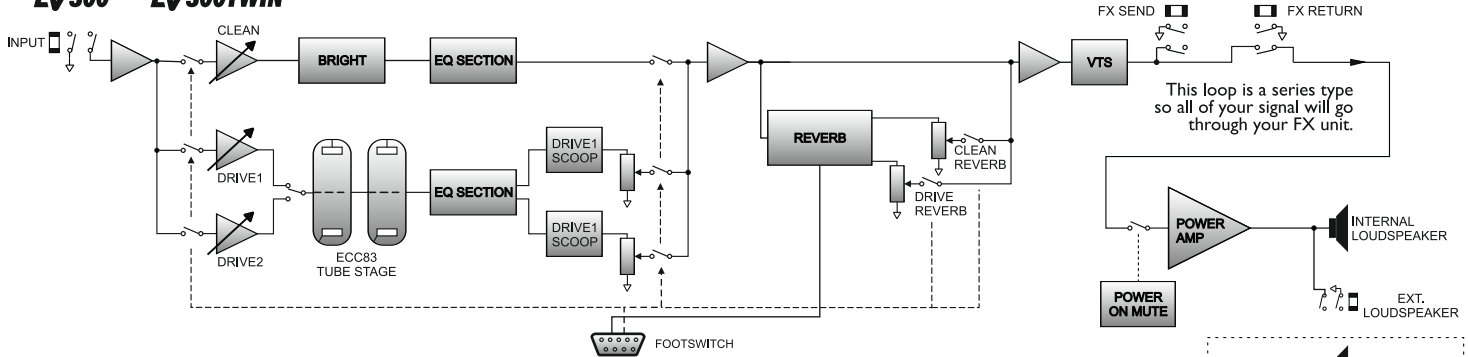 INPUT
CLEAN
BRIGHT
EQ SECTION
DRIVE1
DRIVE2
ECC83
TUBE STAGE
EQ SECTION
DRIVE1
SCOOP
DRIVE1
SCOOP
REVERB
CLEAN
REVERB
DRIVE
REVERB
FOOTSWITCH
VTS
FX SEND
FX RETURN
This loop is a series type
so all of your signal will go
through your FX unit.
POWER
AMP
POWER
ON MUTE
INTERNAL
LOUDSPEAKER
EXT.
LOUDSPEAKER